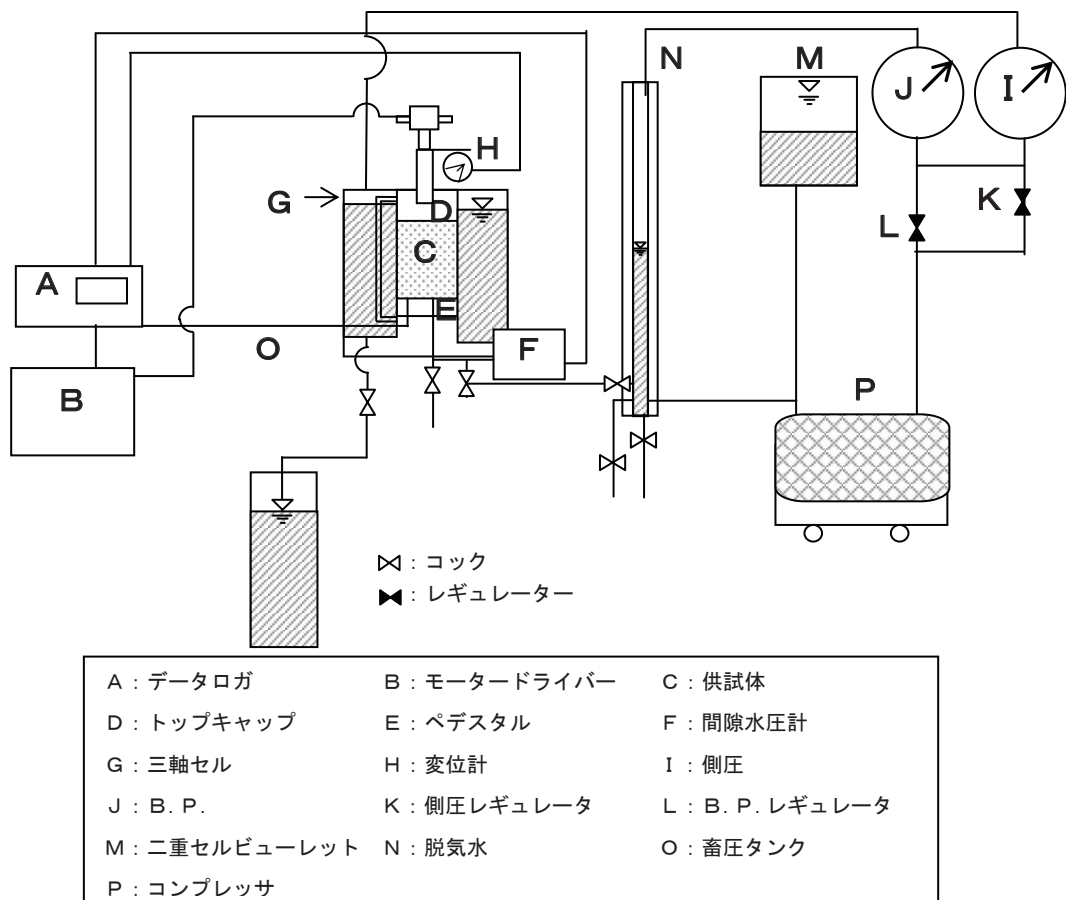 N
M
J
I
H
G
D
K
L
C
A
E
O
F
B
P
：コック
：レギュレーター
A：データロガ B：モータードライバー C：供試体
D：トップキャップ E：ペデスタル F：間隙水圧計
G：三軸セル H：変位計 I：側圧
J：B.P. K：側圧レギュレータ L：B.P.レギュレータ
M：二重セルビューレット N：脱気水 O：畜圧タンク
P：コンプレッサ